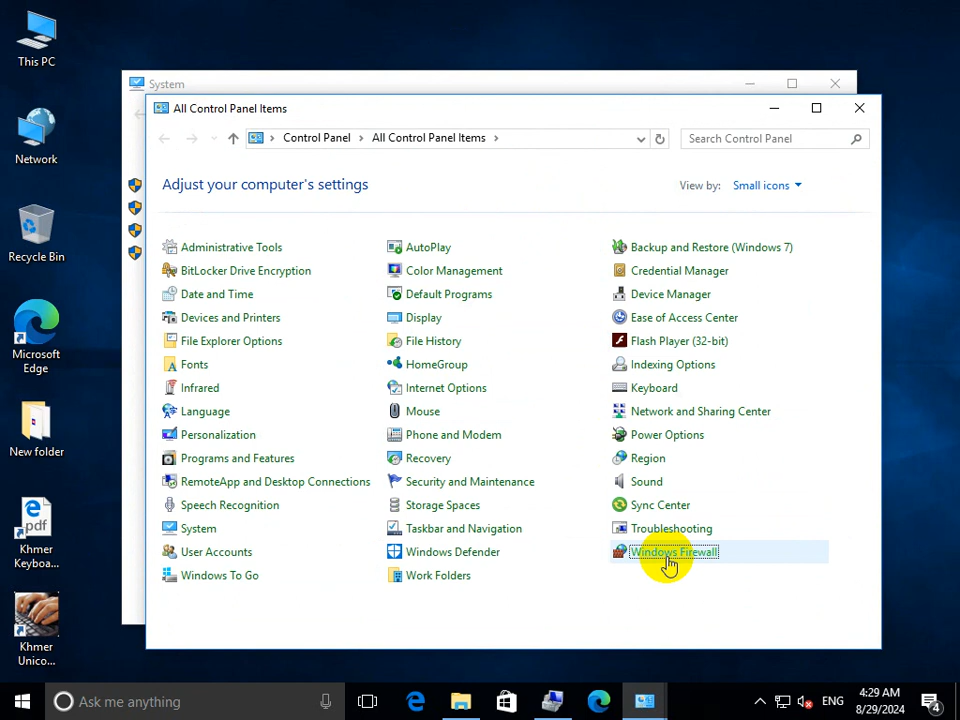 This PC
Network
Recycle Bin
Microsoft
Edge
New folder
Khmer
Keyboa...
Khmer
Unico...
System
All Control Panel Items
Control Panel
All Control Panel Items
Search Control Panel
Adjust your computer's settings
View by:
Small icons
Administrative Tools
AutoPlay
Backup and Restore (Windows 7)
BitLocker Drive Encryption
Color Management
Credential Manager
Date and Time
Default Programs
Device Manager
Devices and Printers
Display
Ease of Access Center
File Explorer Options
File History
Flash Player (32-bit)
Fonts
HomeGroup
Indexing Options
Infrared
Internet Options
Keyboard
Language
Mouse
Network and Sharing Center
Personalization
Phone and Modem
Power Options
Programs and Features
Recovery
Region
RemoteApp and Desktop Connections
Security and Maintenance
Sound
Speech Recognition
Storage Spaces
Sync Center
System
Taskbar and Navigation
Troubleshooting
User Accounts
Windows Defender
Windows Firewall
Windows To Go
Work Folders
Ask me anything
ENG
4:29 AM
8/29/2024
4